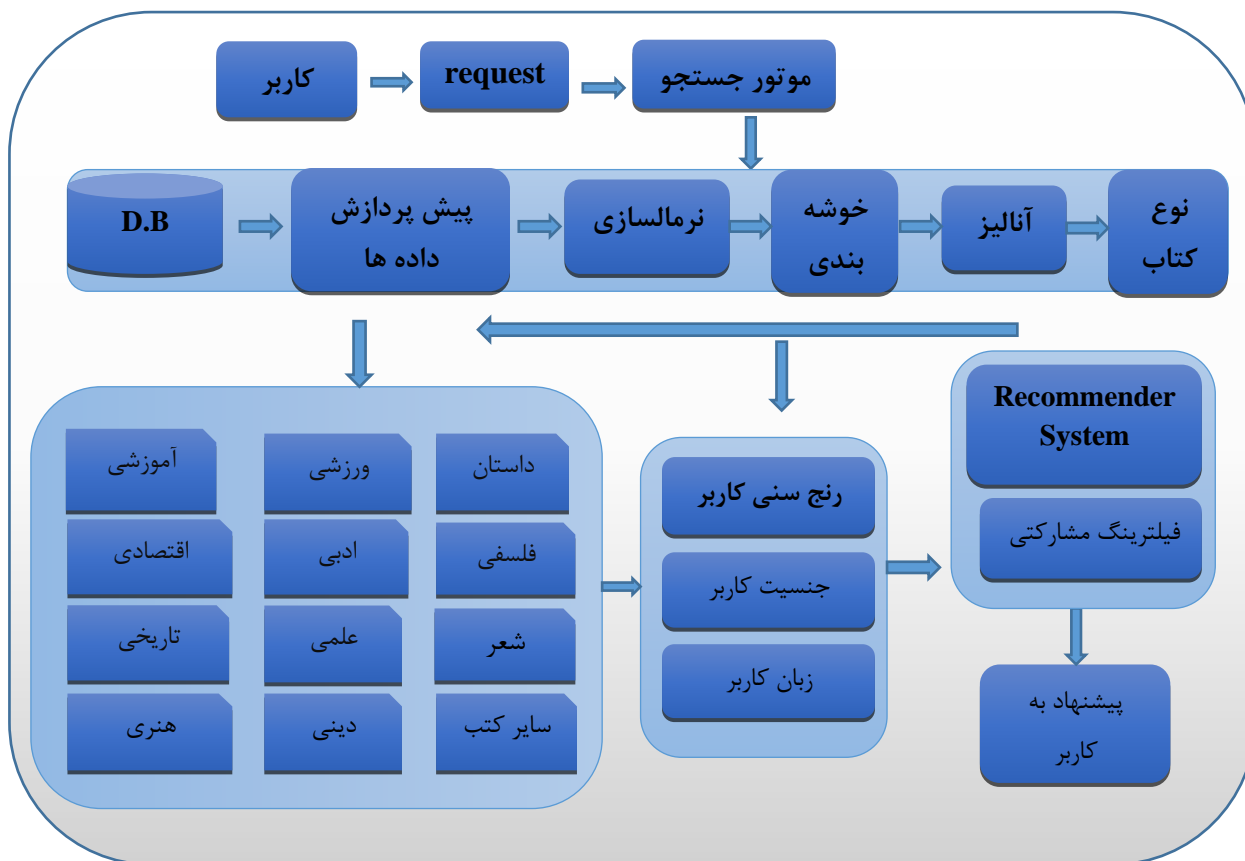 کاربر
request
موتور جستجو
D.B
پیش پردازش
داده ها
نرمالسازی
خوشه
بندی
آنالیز
نوع
کتاب
آموزشی
ورزشی
داستان
اقتصادی
ادبی
فلسفی
تاریخی
علمی
شعر
هنری
دینی
سایر کتب
رنج سنی کاربر
جنسیت کاربر
زبان کاربر
Recommender
System
فیلترینگ مشارکتی
پیشنهاد به
کاربر